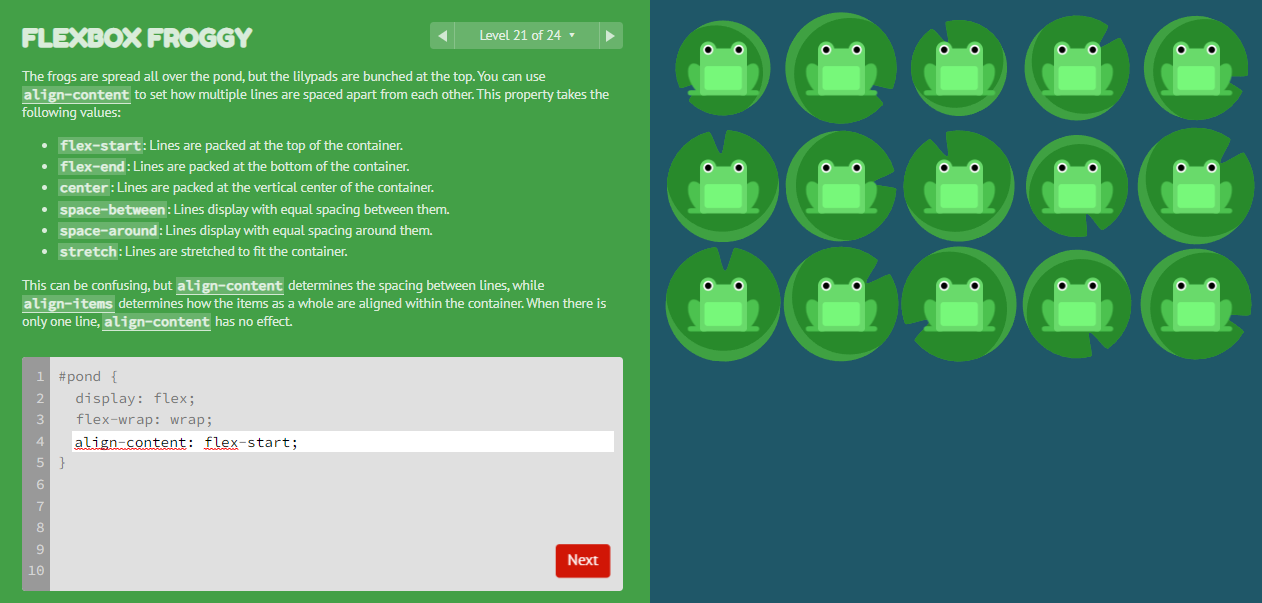 FLEXBOX FROGGY
Level 21 of 24
The frogs are spread all over the pond, but the lilypads are bunched at the top. You can use
align-content to set how multiple lines are spaced apart from each other. This property takes the
following values:
flex-start: Lines are packed at the top of the container.
flex-end: Lines are packed at the bottom of the container.
center: Lines are packed at the vertical center of the container.
space-between: Lines display with equal spacing between them.
space-around: Lines display with equal spacing around them.
stretch: Lines are stretched to fit the container.
This can be confusing, but align-content determines the spacing between lines, while
align-items determines how the items as a whole are aligned within the container. When there is
only one line, align-content has no effect.
1 #pond {
2 display: flex;
3 flex-wrap: wrap;
4 align-content: flex-start;
5 }
6
7
8
9
10
Next